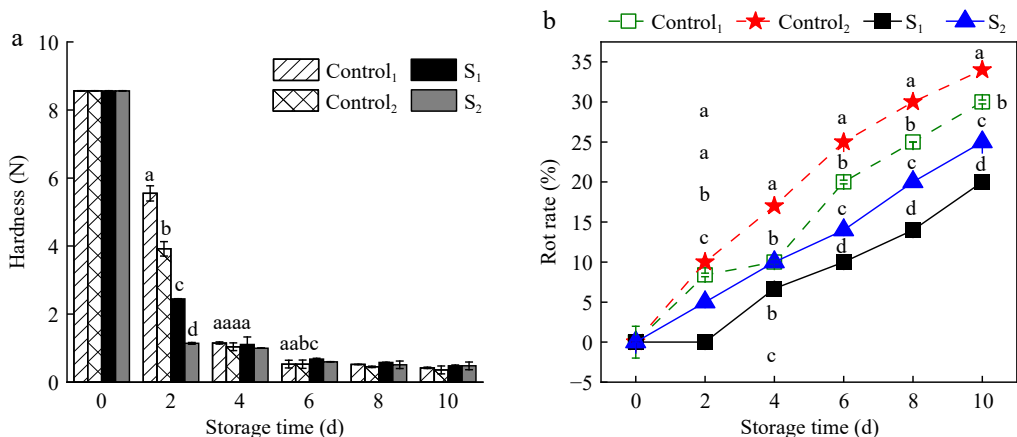 a
10
8
6
4
2
0
Hardness (N)
Control₁
S₁
Control₂
S₂
a
b
c
d
aaaa
aabc
0
2
4
6
8
10
Storage time (d)
b
Control₁
Control₂
S₁
S₂
35
30
25
20
15
10
5
0
−5
Rot rate (%)
a
a
b
c
a
b
b
c
a
b
c
d
a
b
c
d
a
b
c
d
0
2
4
6
8
10
Storage time (d)